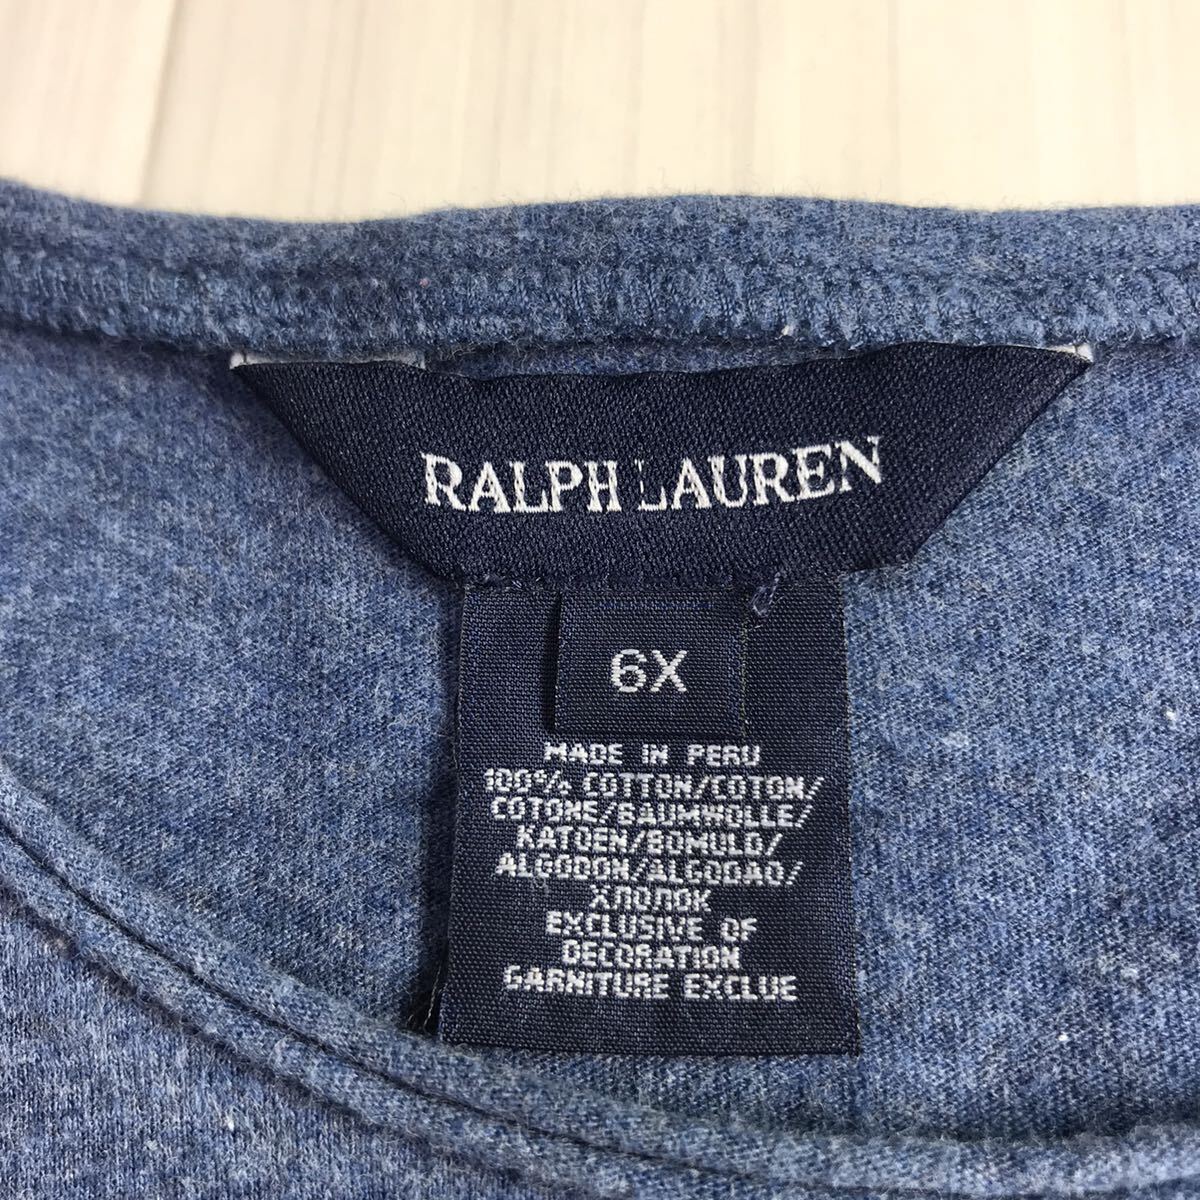 RALPH LAUREN
6X
MADE IN PERU
100% COTTON/COTON/
COTONE/BAUMWOLLE/
KATOEN/BOMULD/
ALGODON/ALGODAO/
ХЛОПОК
EXCLUSIVE OF
DECORATION
GARNITURE EXCLUE